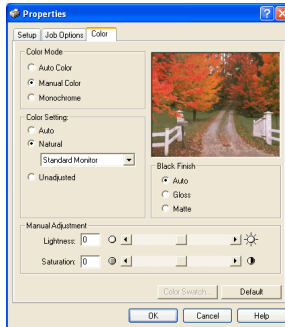 Properties
Setup Job Options Color
Color Mode
Auto Color
Manual Color
Monochrome
Color Setting:
Auto
Natural
Standard Monitor
Unadjusted
Black Finish
Auto
Gloss
Matte
Manual Adjustment
Lightness: 0
Saturation: 0
Color Swatch... Default
OK Cancel Help